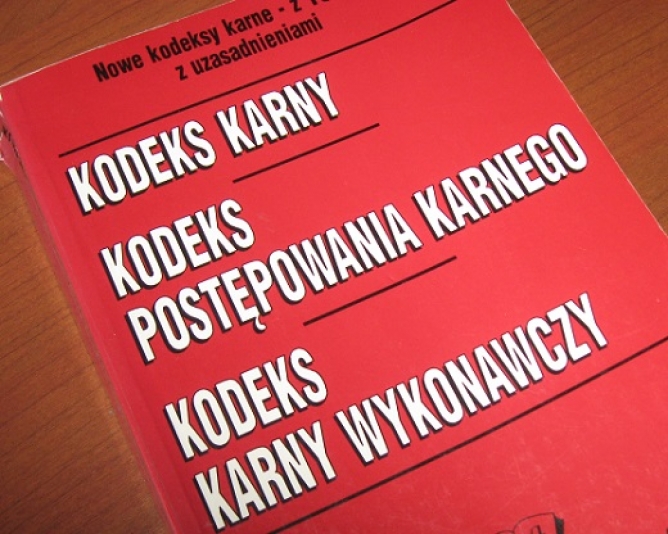 Nowe kodeksy karne - z
z uzasadnieniami
KODEKS KARNY
KODEKS
POSTĘPOWANIA KARNEGO
KODEKS
KARNY WYKONAWCZY